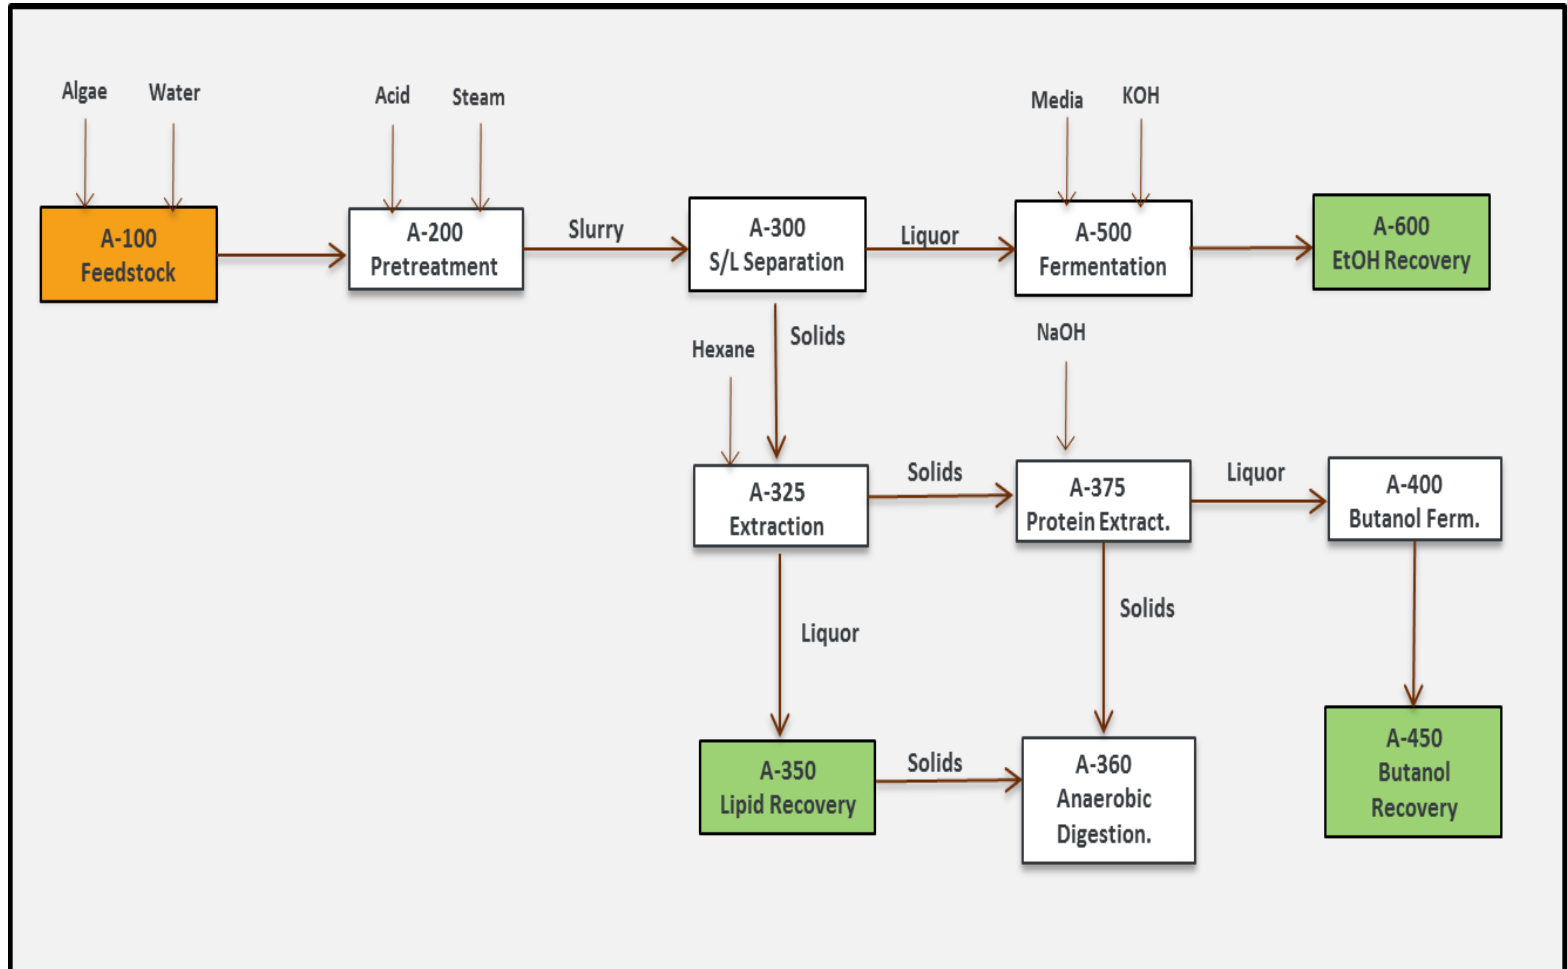 Algae
Water
Acid
Steam
Media
KOH
A-100
Feedstock
A-200
Pretreatment
Slurry
A-300
S/L Separation
Liquor
A-500
Fermentation
A-600
EtOH Recovery
Hexane
Solids
NaOH
A-325
Extraction
Solids
A-375
Protein Extract.
Liquor
A-400
Butanol Ferm.
Liquor
Solids
A-350
Lipid Recovery
Solids
A-360
Anaerobic
Digestion.
A-450
Butanol
Recovery